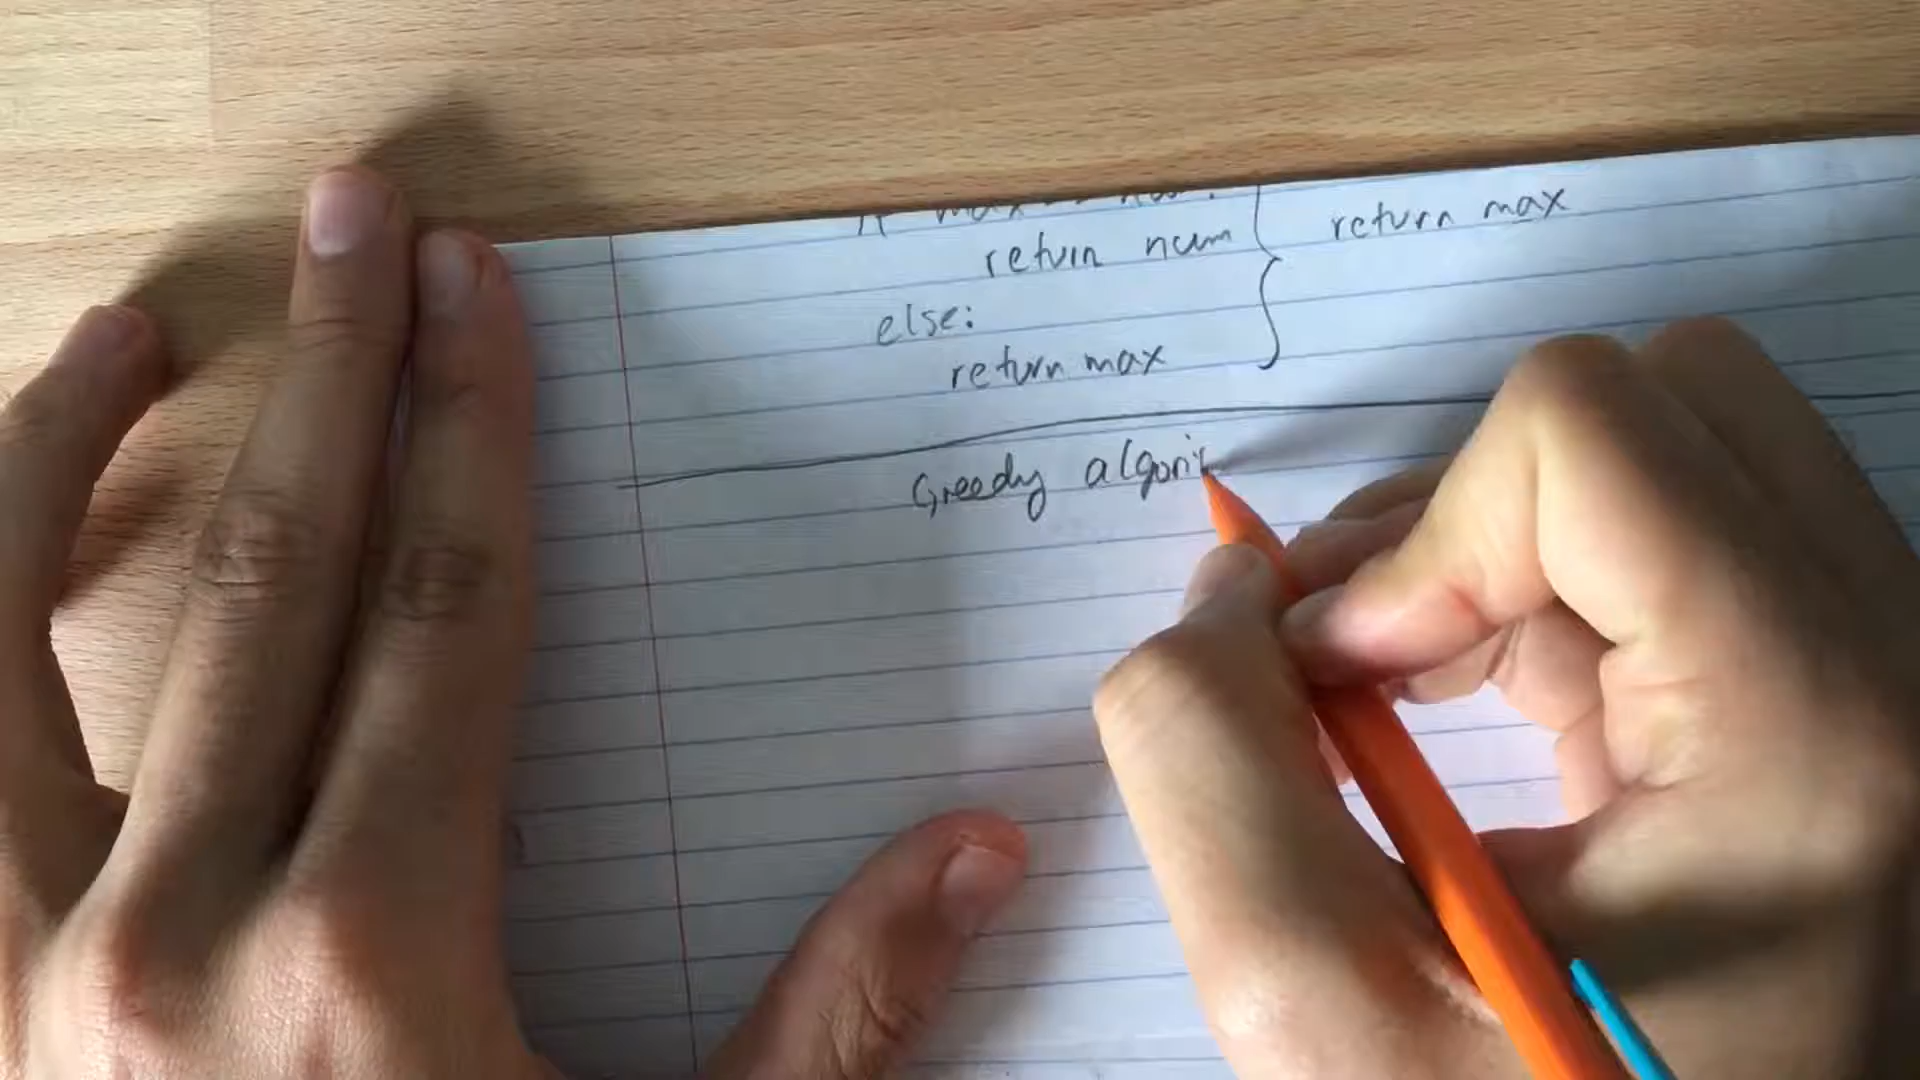 return num return max
else:
return max
Greedy algori